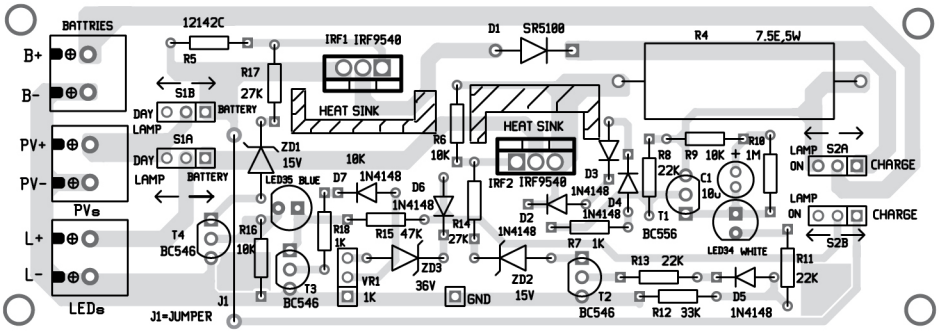 BATTRIES
B+
B-
PV+
PV-
PVs
L+
L-
LEDs
12142C
R5
S1B
DAY
BATTERY
LAMP
S1A
DAY
LAMP
BATTERY
T4
BC546
J1
J1=JUMPER
R17
27K
IRF1 IRF9540
HEAT SINK
ZD1
15V
10K
LED35 BLUE
D7
1N4148
D6
1N4148
R16
10K
R18
1K
R15 47K
T3
BC546
VR1
1K
ZD3
36V
GND
D1
SR5100
R6
10K
HEAT SINK
IRF2 IRF9540
R14
27K
D2
1N4148
D3
1N4148
D4
1N4148
R7 1K
ZD2
15V
T2
BC546
R4
7.5E,5W
R8
22K
R9 10K
R10
1M
+
C1
10u
T1
BC556
LED34 WHITE
R13 22K
R12 33K
D5
1N4148
R11
22K
LAMP
S2A
ON
CHARGE
LAMP
ON
CHARGE
S2B